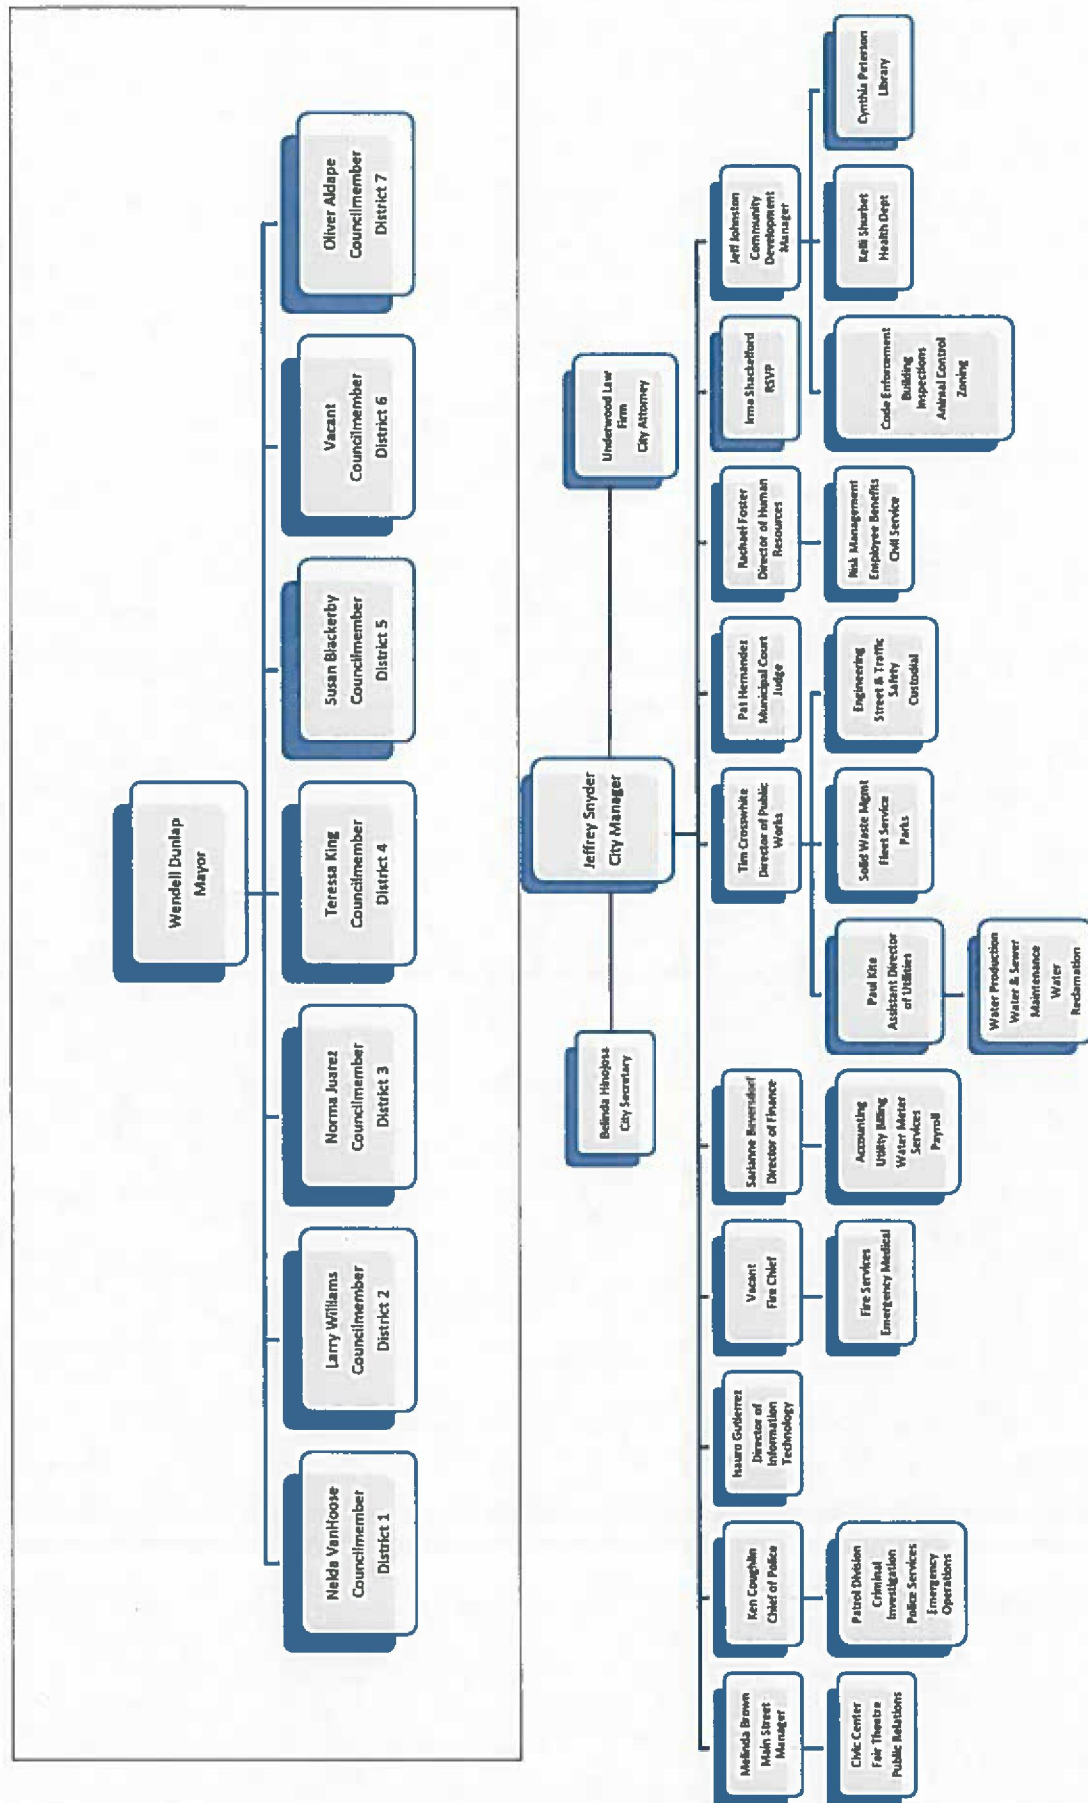 Wendell Dunlap
Mayor
Nelda VanHoose
Councilmember
District 1
Larry Williams
Councilmember
District 2
Norma Juarez
Councilmember
District 3
Teressa King
Councilmember
District 4
Susan Blackerby
Councilmember
District 5
Vacant
Councilmember
District 6
Oliver Aldape
Councilmember
District 7
Jeffrey Snyder
City Manager
Belinda Hinojosa
City Secretary
Underwood Law
Firm
City Attorney
Melinda Brown
Main Street
Manager
Ken Coughlin
Chief of Police
Isauro Gutierrez
Director of
Information
Technology
Vacant
Fire Chief
Sarianne Beversdorf
Director of Finance
Tim Crosswhite
Director of Public
Works
Pat Hernandez
Municipal Court
Judge
Rachael Foster
Director of Human
Resources
Irma Shackelford
RSVP
Jeff Johnston
Community
Development
Manager
Civic Center
Fair Theatre
Public Relations
Patrol Division
Criminal
Investigation
Police Services
Emergency
Operations
Fire Services
Emergency Medical
Accounting
Utility Billing
Water Meter
Services
Payroll
Paul Kite
Assistant Director
of Utilities
Solid Waste Mgmt
Fleet Service
Parks
Engineering
Street & Traffic
Safety
Custodial
Risk Management
Employee Benefits
Civil Service
Code Enforcement
Building
Inspections
Animal Control
Zoning
Kelli Shurbet
Health Dept
Cynthia Peterson
Library
Water Production
Water & Sewer
Maintenance
Water
Reclamation